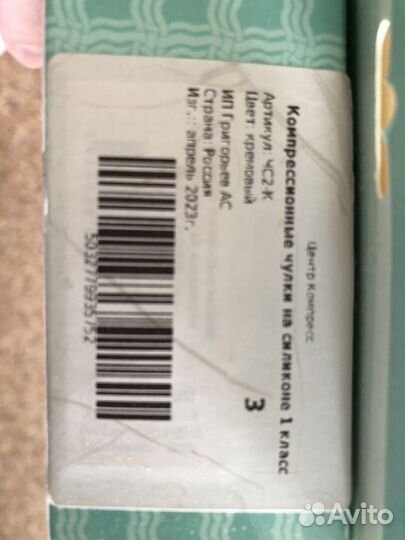 Центр Компресс
Компрессионные чулки на силиконе 1 класс
Артикул: ЧС2-К
Цвет: кремовый
3
ИП Григорьев АС
Страна: Россия
Изг.: апрель 2023г.
5032779935752
Avito